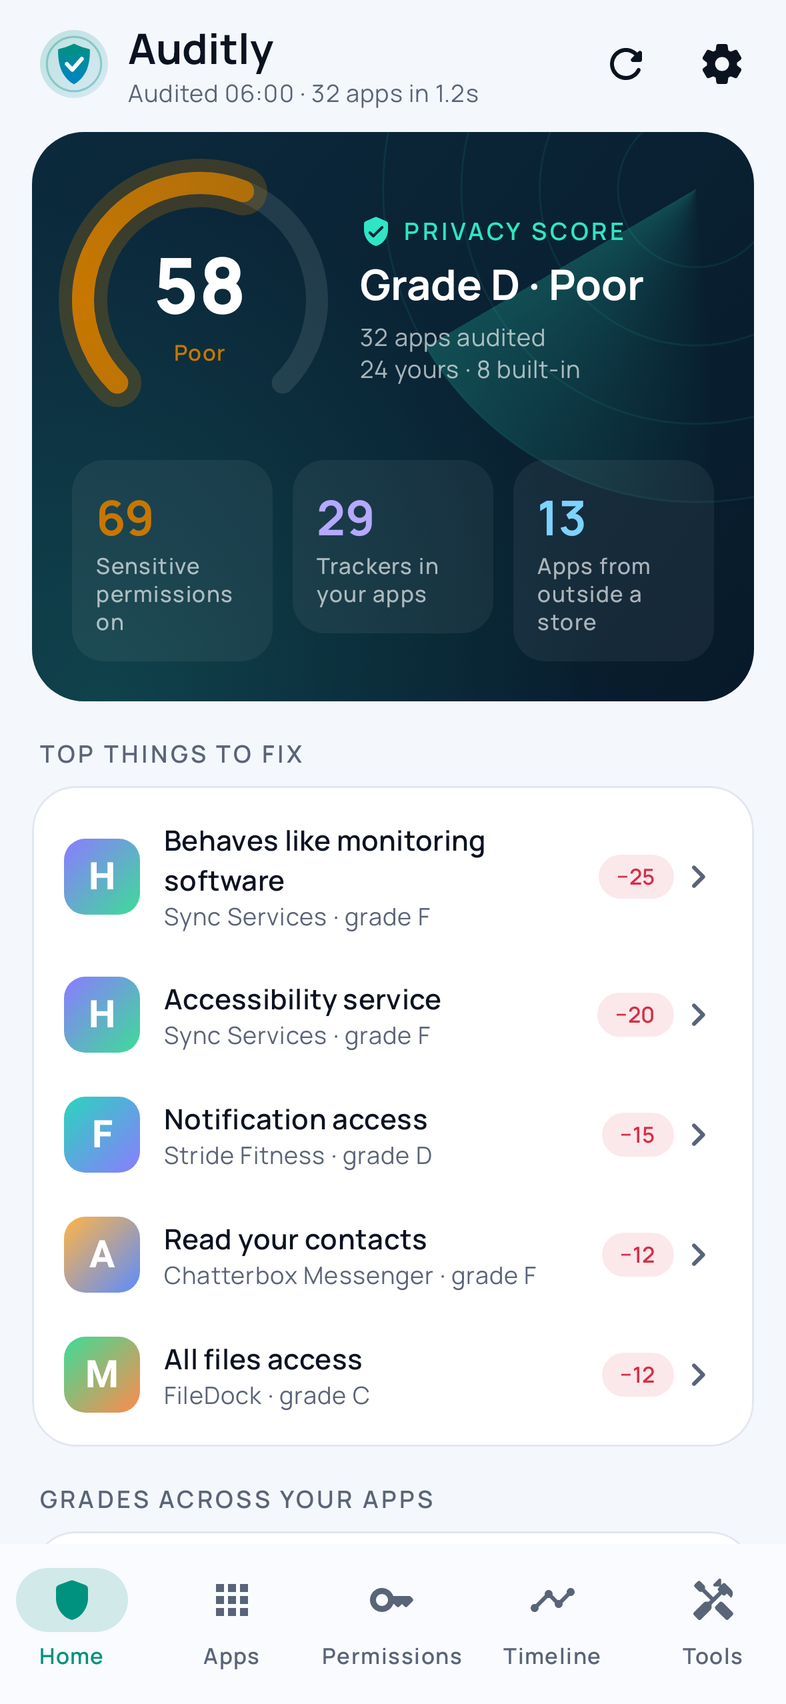 Auditly
Audited 06:00 · 32 apps in 1.2s
58
Poor
PRIVACY SCORE
Grade D · Poor
32 apps audited
24 yours · 8 built-in
69
Sensitive
permissions
on
29
Trackers in
your apps
13
Apps from
outside a
store
TOP THINGS TO FIX
H
Behaves like monitoring
software
Sync Services · grade F
−25
H
Accessibility service
Sync Services · grade F
−20
F
Notification access
Stride Fitness · grade D
−15
A
Read your contacts
Chatterbox Messenger · grade F
−12
M
All files access
FileDock · grade C
−12
GRADES ACROSS YOUR APPS
Home
Apps
Permissions
Timeline
Tools